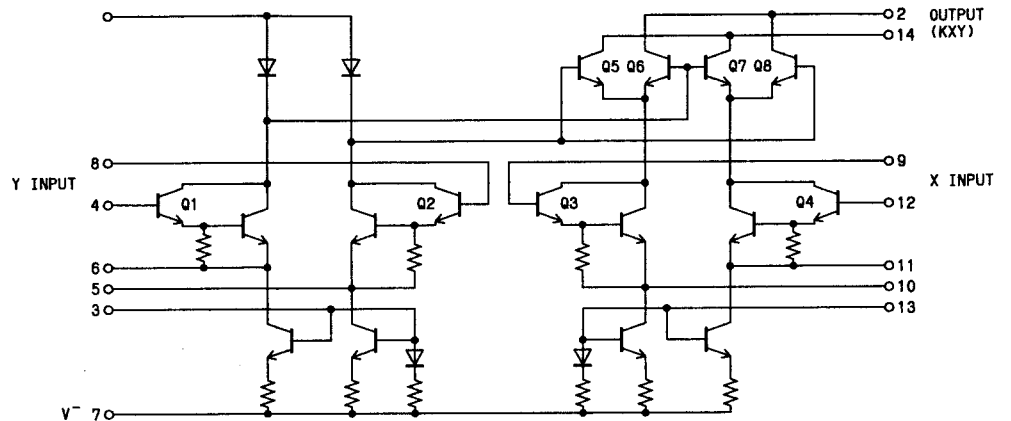 2 OUTPUT
14 (KXY)
Q5 Q6 Q7 Q8
8
9
Y INPUT
X INPUT
4 Q1 Q2 Q3 Q4 12
6
11
5
10
3
13
V⁻ 7